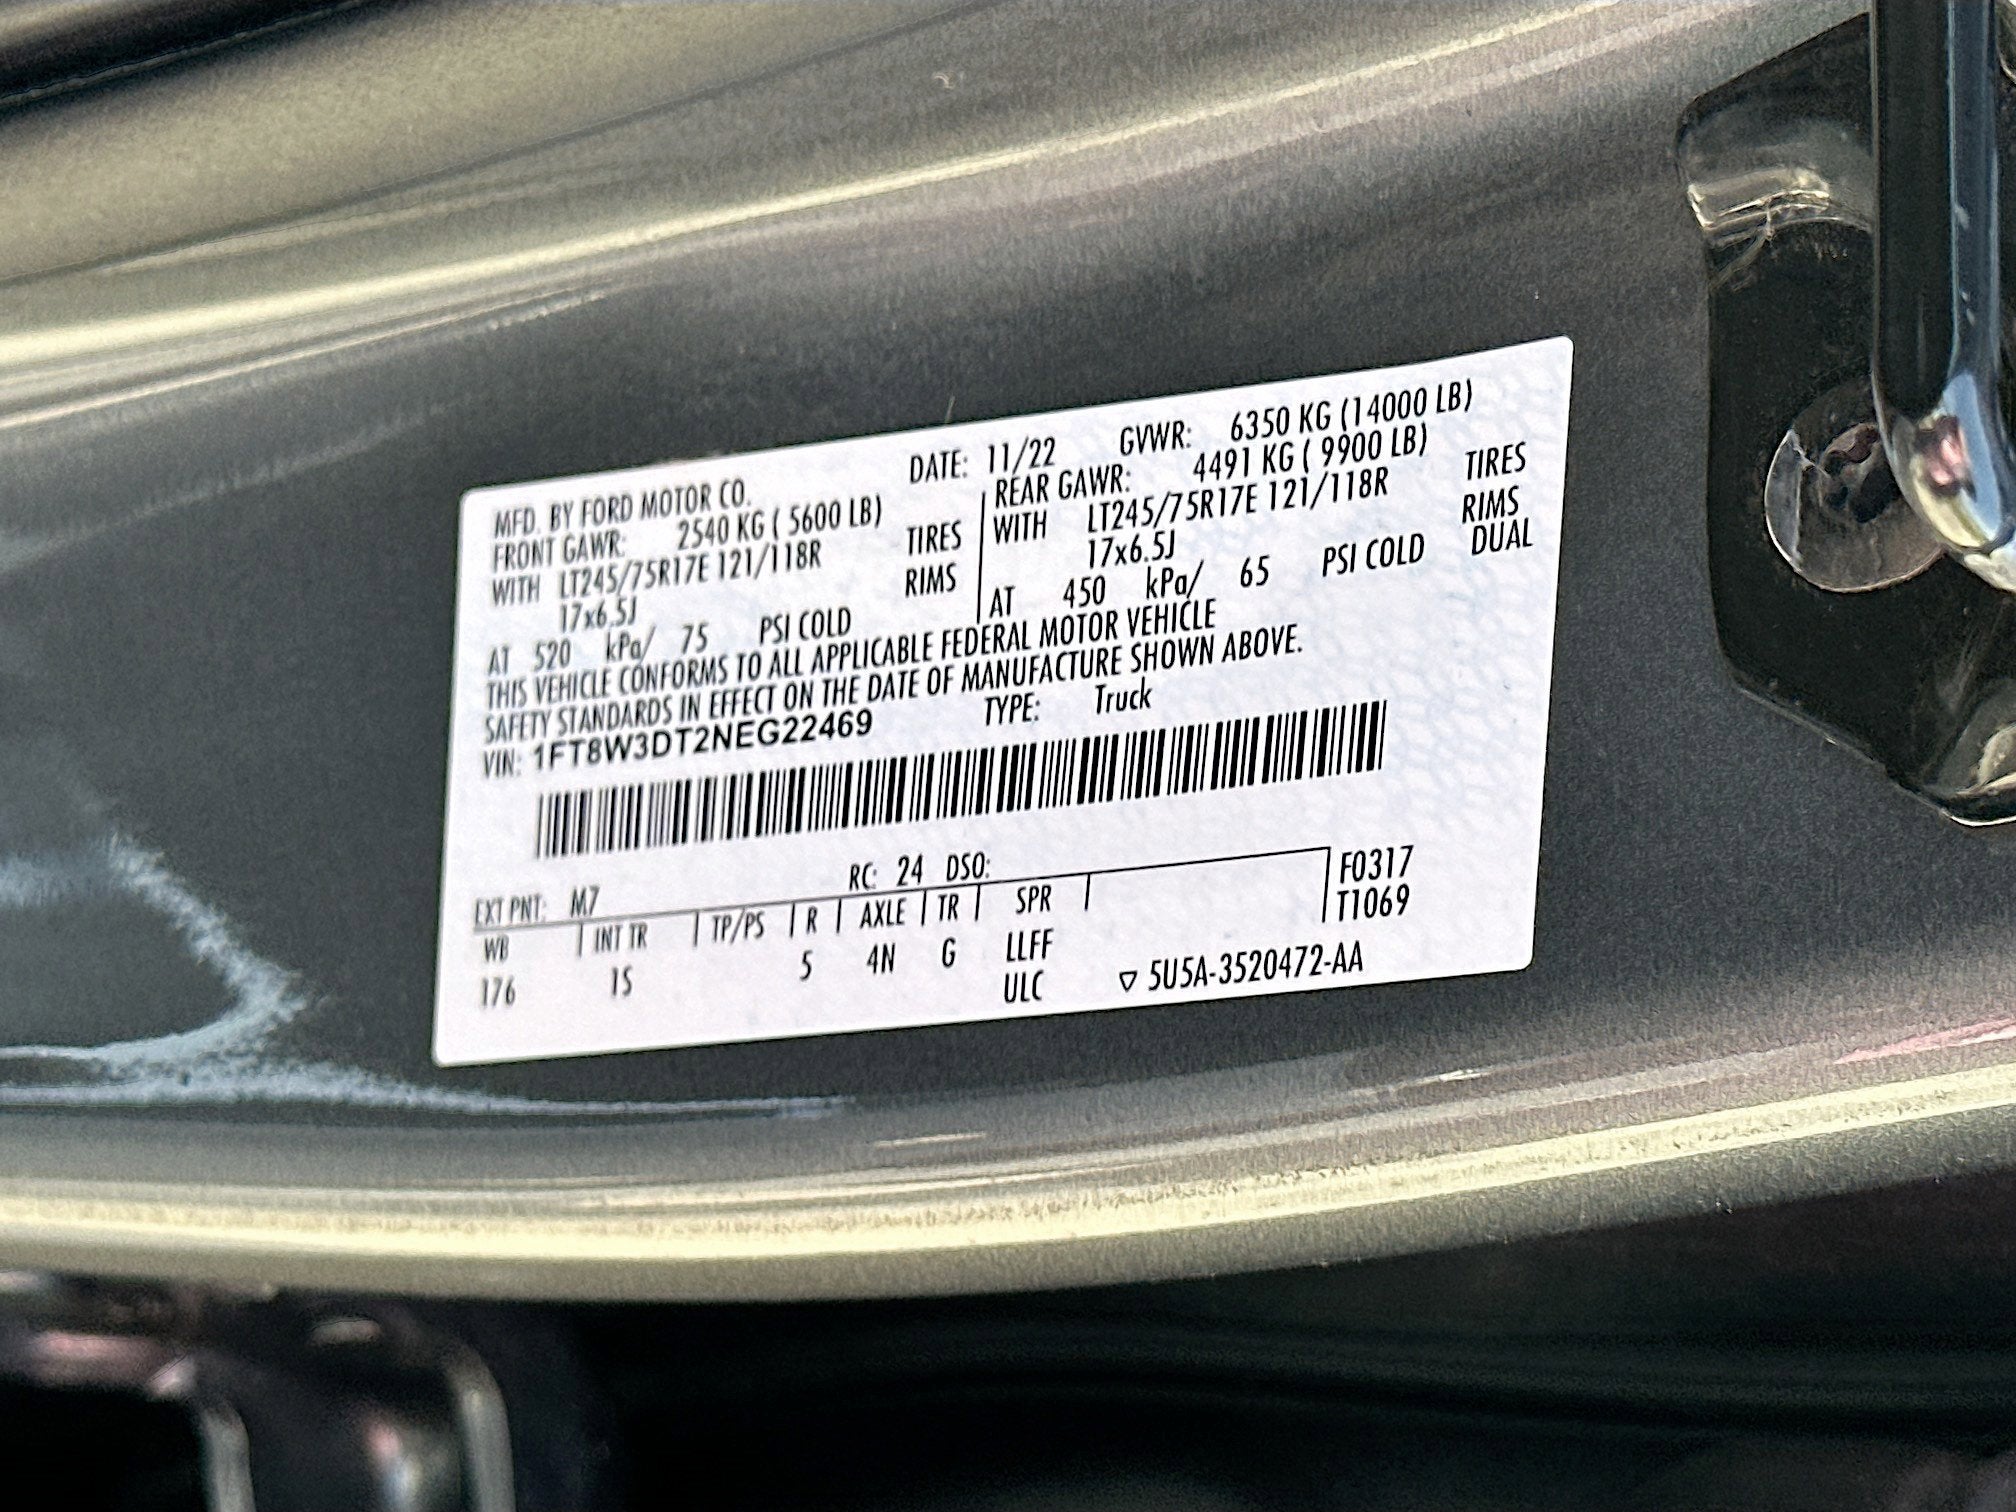 MFD. BY FORD MOTOR CO.
DATE: 11/22 GVWR: 6350 KG (14000 LB)
FRONT GAWR: 2540 KG ( 5600 LB)
WITH LT245/75R17E 121/118R TIRES
17x6.5J RIMS
AT 520 kPa/ 75 PSI COLD
REAR GAWR: 4491 KG ( 9900 LB)
WITH LT245/75R17E 121/118R TIRES
17x6.5J RIMS
AT 450 kPa/ 65 PSI COLD DUAL
THIS VEHICLE CONFORMS TO ALL APPLICABLE FEDERAL MOTOR VEHICLE
SAFETY STANDARDS IN EFFECT ON THE DATE OF MANUFACTURE SHOWN ABOVE.
VIN: 1FT8W3DT2NEG22469 TYPE: Truck
EXT PNT: M7 RC: 24 DSO: F0317
WB INT TR TP/PS R AXLE TR SPR T1069
176 1S 5 4N G LLFF
ULC ▽ 5U5A-3520472-AA